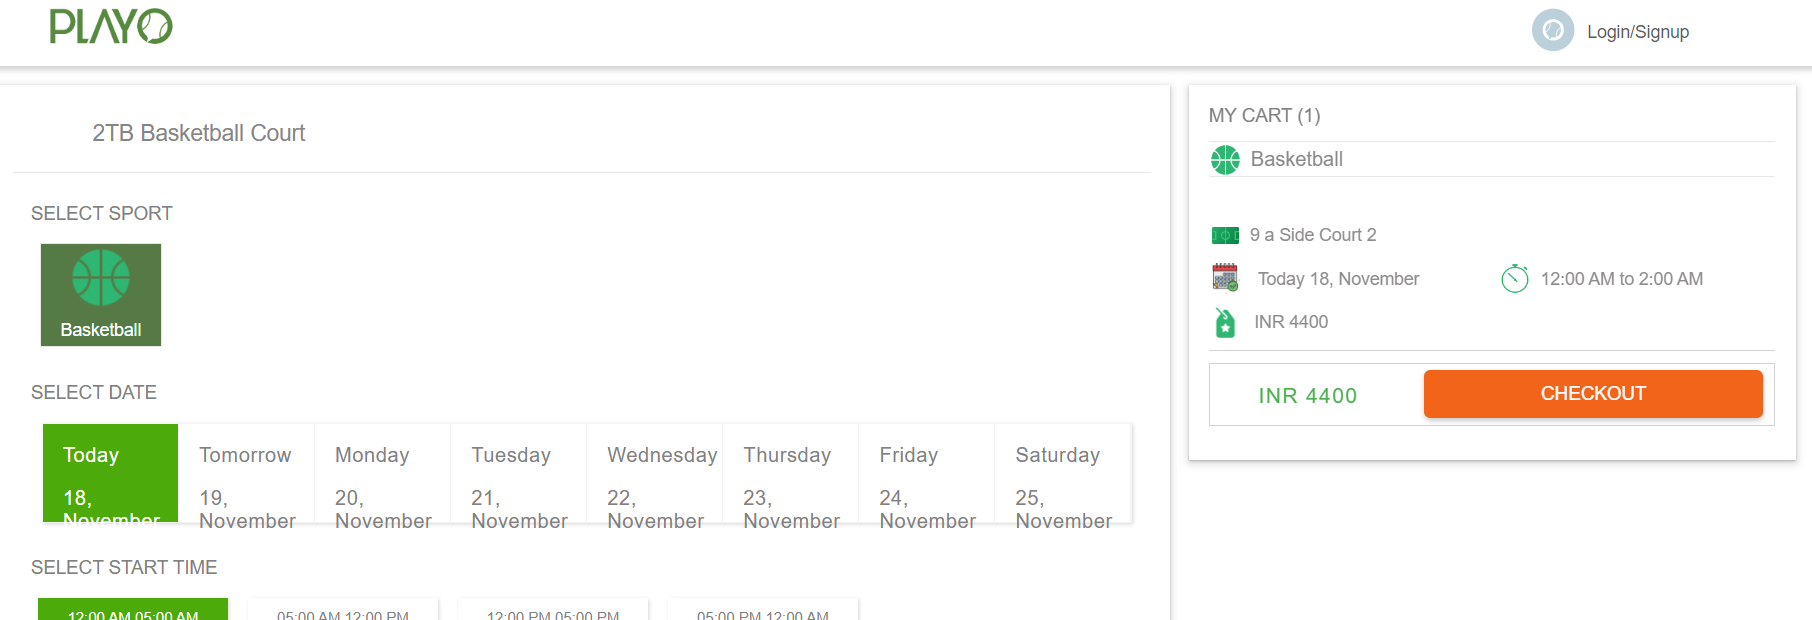 PLAYO
Login/Signup
2TB Basketball Court
SELECT SPORT
Basketball
SELECT DATE
Today
18,
November
Tomorrow
19,
November
Monday
20,
November
Tuesday
21,
November
Wednesday
22,
November
Thursday
23,
November
Friday
24,
November
Saturday
25,
November
SELECT START TIME
12:00 AM 05:00 AM
05:00 AM 12:00 PM
12:00 PM 05:00 PM
05:00 PM 12:00 AM
MY CART (1)
Basketball
9 a Side Court 2
Today 18, November
12:00 AM to 2:00 AM
INR 4400
INR 4400
CHECKOUT